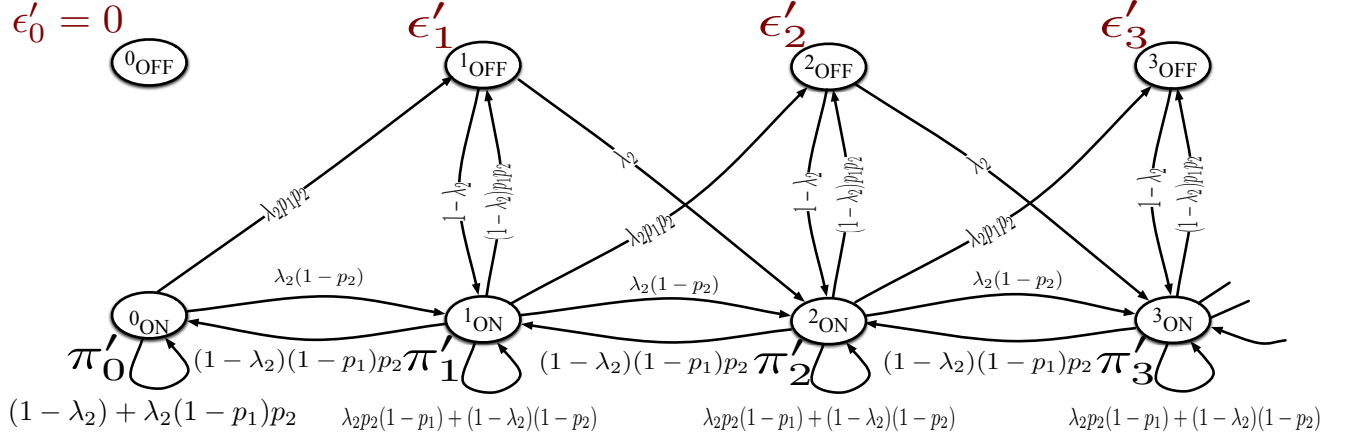 ϵ′₀ = 0
ϵ′₁
ϵ′₂
ϵ′₃
⁰OFF
¹OFF
²OFF
³OFF
λ₂p₁p₂
1 − λ₂
(1 − λ₂)p₁p₂
λ₂
λ₂p₁p₂
1 − λ₂
(1 − λ₂)p₁p₂
λ₂
λ₂p₁p₂
1 − λ₂
(1 − λ₂)p₁p₂
λ₂(1 − p₂)
λ₂(1 − p₂)
λ₂(1 − p₂)
⁰ON
¹ON
²ON
³ON
π′₀
(1 − λ₂)(1 − p₁)p₂
π′₁
(1 − λ₂)(1 − p₁)p₂
π′₂
(1 − λ₂)(1 − p₁)p₂
π′₃
(1 − λ₂) + λ₂(1 − p₁)p₂
λ₂p₂(1 − p₁) + (1 − λ₂)(1 − p₂)
λ₂p₂(1 − p₁) + (1 − λ₂)(1 − p₂)
λ₂p₂(1 − p₁) + (1 − λ₂)(1 − p₂)